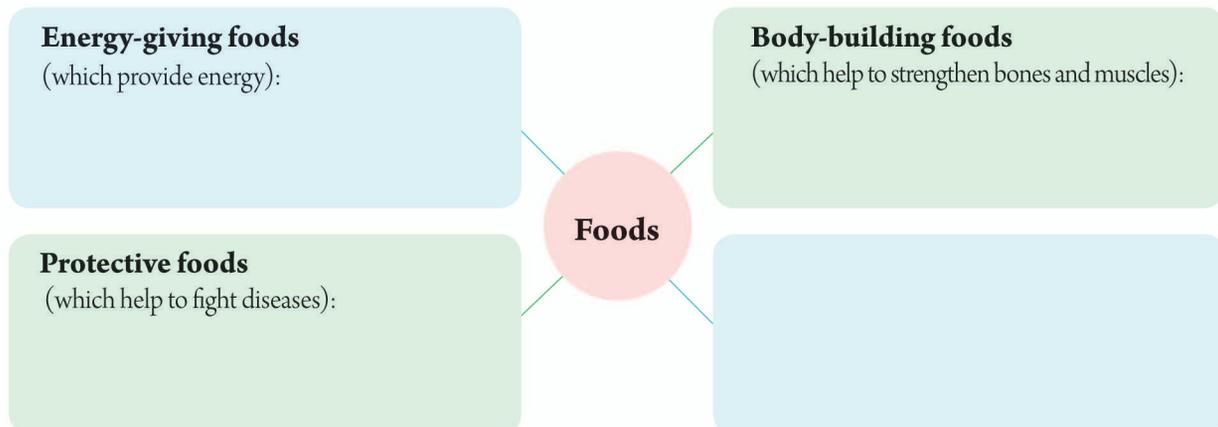 Energy-giving foods
(which provide energy):
Body-building foods
(which help to strengthen bones and muscles):
Foods
Protective foods
(which help to fight diseases):